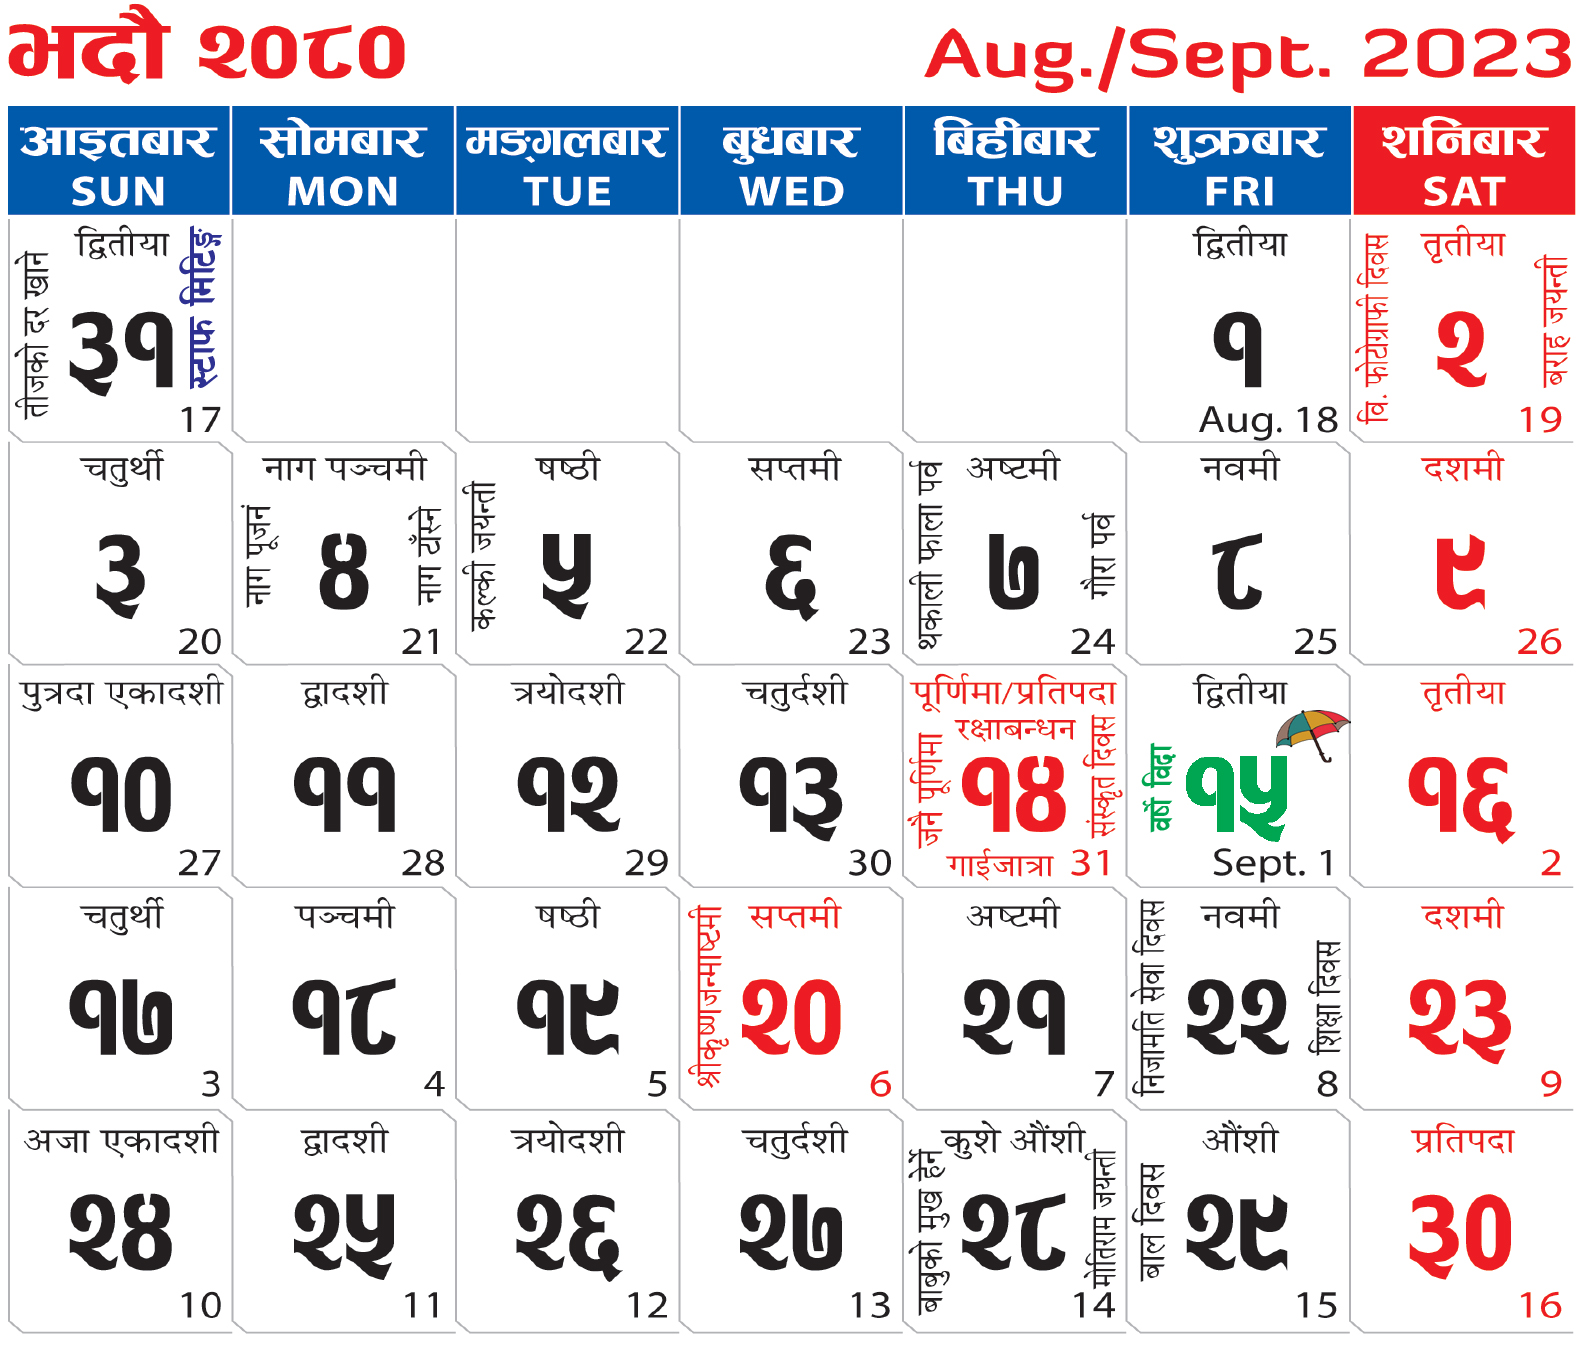 भदौ २०८० Aug./Sept. 2023
आइतबार सोमबार मङ्गलबार बुधबार बिहीबार शुक्रबार शनिबार
SUN MON TUE WED THU FRI SAT
द्वितीया
तीजको दर खाने
३१
स्टाफ मिटिङ्ग
17
द्वितीया
१
Aug. 18
तृतीया
वि. फोटोग्राफी दिवस
२
बराह जयन्ती
19
चतुर्थी
३
20
नाग पञ्चमी
नाग पूजनं
४
नाग टाँस्ने
21
षष्ठी
कल्की जयन्ती
५
22
सप्तमी
६
23
अष्टमी
थकाली फाला पर्व
७
गौरा पर्व
24
नवमी
८
25
दशमी
९
26
पुत्रदा एकादशी
१०
27
द्वादशी
११
28
त्रयोदशी
१२
29
चतुर्दशी
१३
30
पूर्णिमा/प्रतिपदा
रक्षाबन्धन
जनै पूर्णिमा
१४
संस्कृत दिवस
गाईजात्रा 31
द्वितीया
वर्षे विदा
१५
Sept. 1
तृतीया
१६
2
चतुर्थी
१७
3
पञ्चमी
१८
4
षष्ठी
१९
5
सप्तमी
श्रीकृष्णजन्माष्टमी
२०
6
अष्टमी
२१
7
नवमी
निजामति सेवा दिवस
२२
शिक्षा दिवस
8
दशमी
२३
9
अजा एकादशी
२४
10
द्वादशी
२५
11
त्रयोदशी
२६
12
चतुर्दशी
२७
13
कुशे औंशी
बाबुको मुख हेर्ने
२८
मोतिराम जयन्ती
14
औंशी
बाल दिवस
२९
15
प्रतिपदा
३०
16